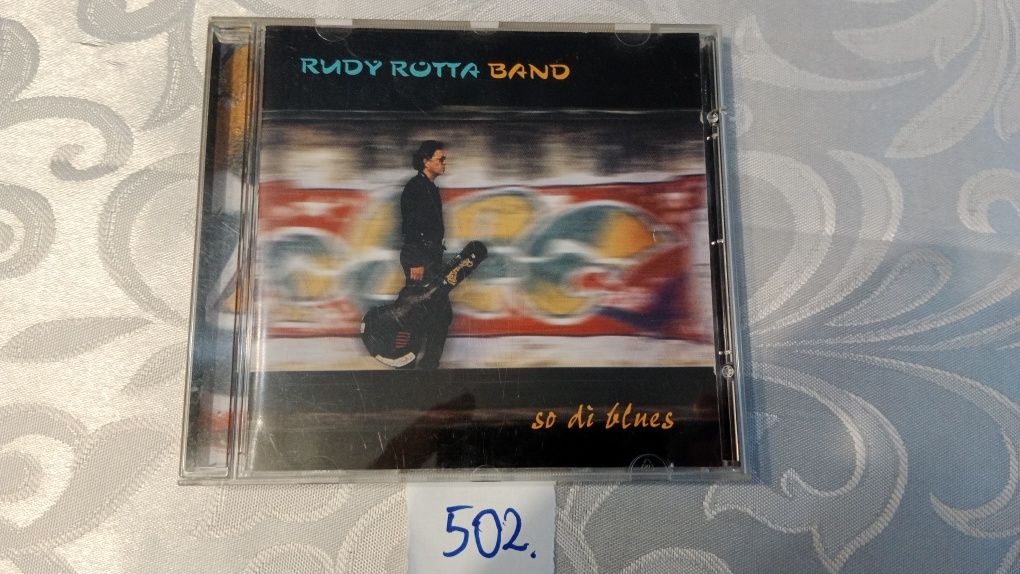 RUDY ROTTA BAND
so di blues
502.